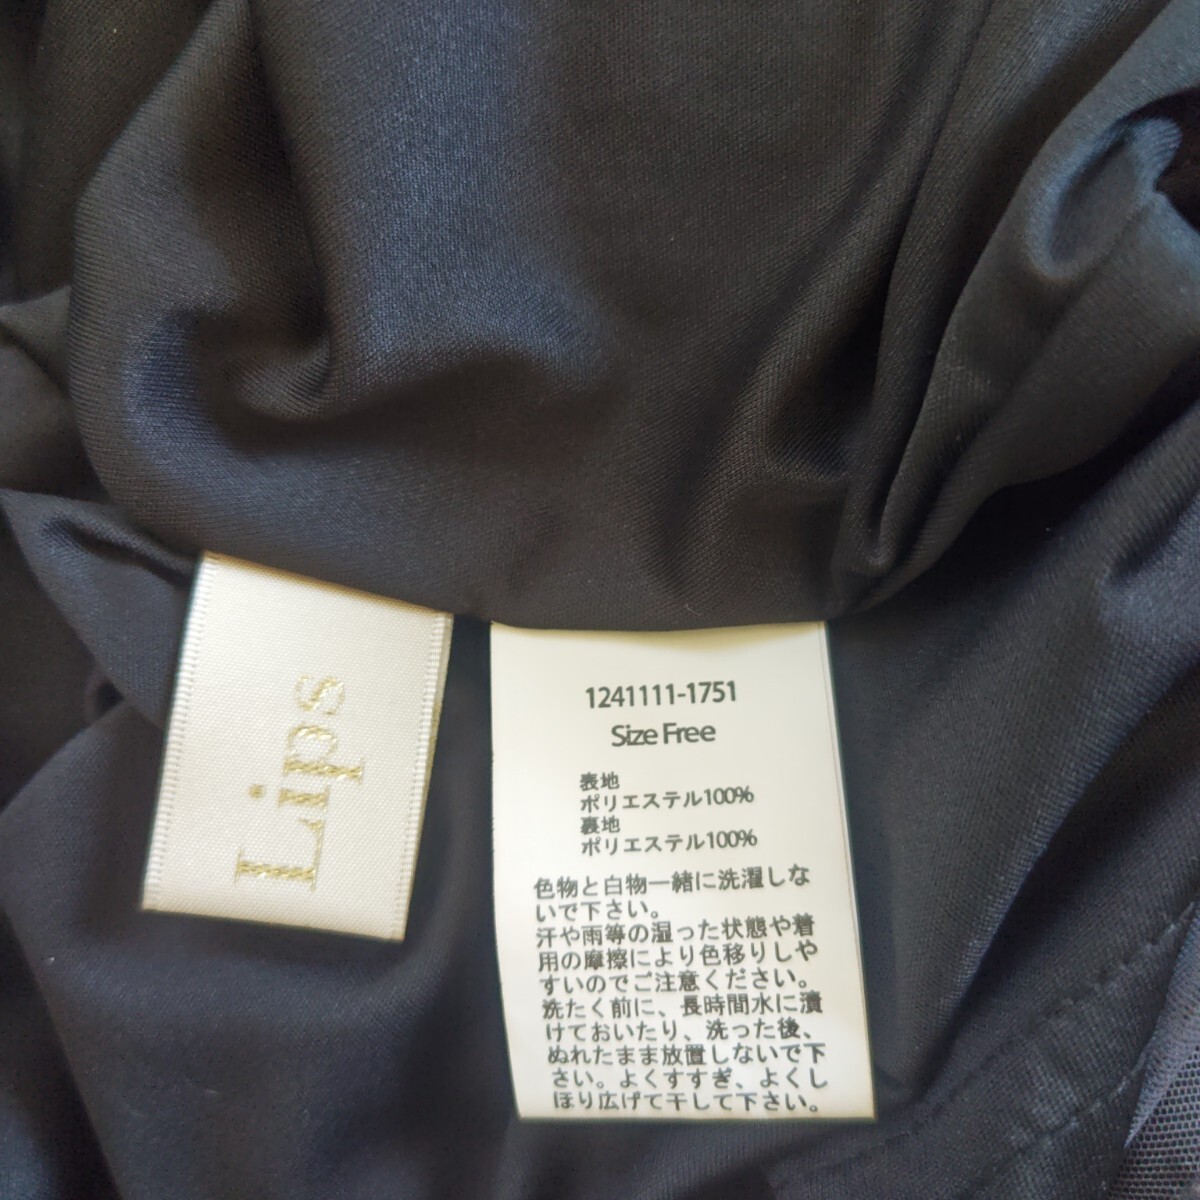 Lips
1241111-1751
Size Free
表地
ポリエステル100%
裏地
ポリエステル100%
色物と白物一緒に洗濯しな
いで下さい。
汗や雨等の湿った状態や着
用の摩擦により色移りしや
すいのでご注意ください。
洗たく前に、長時間水に漬
けておいたり、洗った後、
ぬれたまま放置しないで下
さい。よくすすぎ、よくし
ぼり広げて干して下さい。